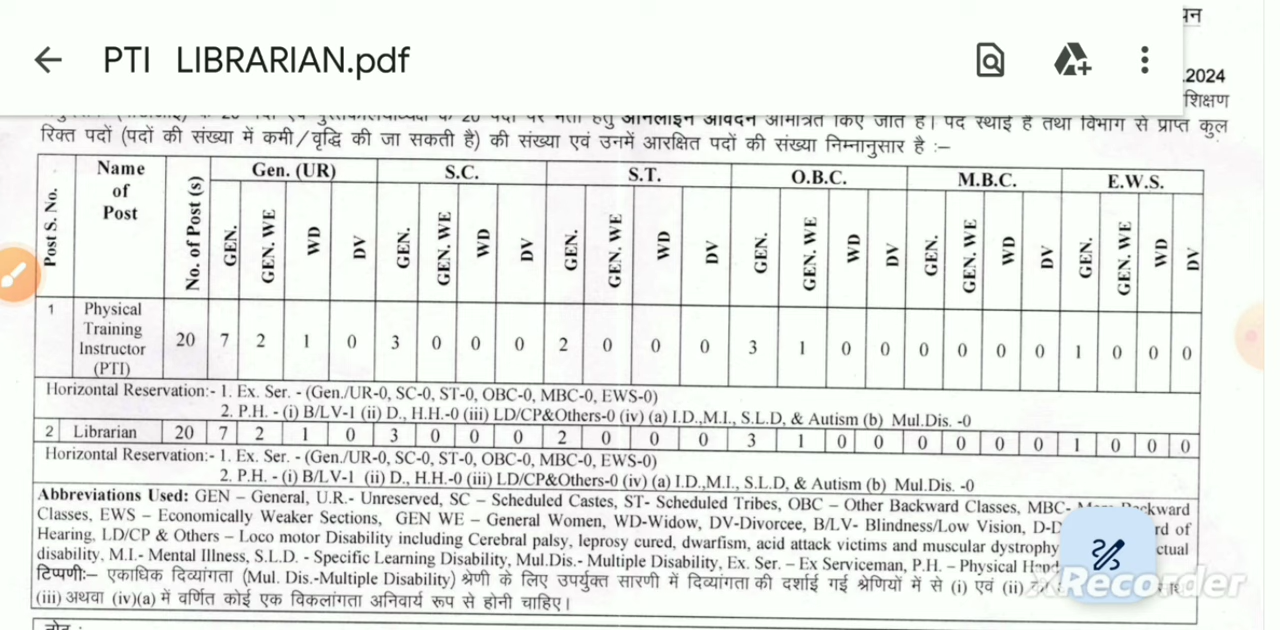 PTI LIBRARIAN.pdf
.2024
शिक्षण
हेतु ऑनलाइन आवेदन आमंत्रित किए जाते है। पद स्थाई है तथा विभाग से प्राप्त कुल
रिक्त पदों (पदों की संख्या में कमी/वृद्धि की जा सकती है) की संख्या एवं उनमें आरक्षित पदों की संख्या निम्नानुसार है :–
Post S. No. Name of Post No. of Post (s) Gen. (UR) S.C. S.T. O.B.C. M.B.C. E.W.S.
GEN. GEN. WE WD DV GEN. GEN. WE WD DV GEN. GEN. WE WD DV GEN. GEN. WE WD DV GEN. GEN. WE WD DV GEN. GEN. WE WD DV
1 Physical Training Instructor (PTI) 20 7 2 1 0 3 0 0 0 2 0 0 0 3 1 0 0 0 0 0 0 1 0 0 0
Horizontal Reservation:- 1. Ex. Ser. - (Gen./UR-0, SC-0, ST-0, OBC-0, MBC-0, EWS-0)
2. P.H. - (i) B/LV-1 (ii) D., H.H.-0 (iii) LD/CP&Others-0 (iv) (a) I.D.,M.I., S.L.D, & Autism (b) Mul.Dis. -0
2 Librarian 20 7 2 1 0 3 0 0 0 2 0 0 0 3 1 0 0 0 0 0 0 1 0 0 0
Horizontal Reservation:- 1. Ex. Ser. - (Gen./UR-0, SC-0, ST-0, OBC-0, MBC-0, EWS-0)
2. P.H. - (i) B/LV-1 (ii) D., H.H.-0 (iii) LD/CP&Others-0 (iv) (a) I.D.,M.I., S.L.D, & Autism (b) Mul.Dis. -0
Abbreviations Used: GEN – General, U.R.- Unreserved, SC – Scheduled Castes, ST- Scheduled Tribes, OBC – Other Backward Classes, MBC-
Classes, EWS – Economically Weaker Sections, GEN WE – General Women, WD-Widow, DV-Divorcee, B/LV- Blindness/Low Vision, of
Hearing, LD/CP & Others – Loco motor Disability including Cerebral palsy, leprosy cured, dwarfism, acid attack victims and muscular dystrophy
disability, M.I.- Mental Illness, S.L.D. - Specific Learning Disability, Mul.Dis.- Multiple Disability, Ex. Ser. – Ex Serviceman, P.H. – Physical
टिप्पणीः– एकाधिक दिव्यांगता (Mul. Dis.-Multiple Disability) श्रेणी के लिए उपर्युक्त सारणी में दिव्यांगता की दर्शाई गई श्रेणियों में से (i) एवं (ii)
(iii) अथवा (iv)(a) में वर्णित कोई एक विकलांगता अनिवार्य रूप से होनी चाहिए।
xRecorder